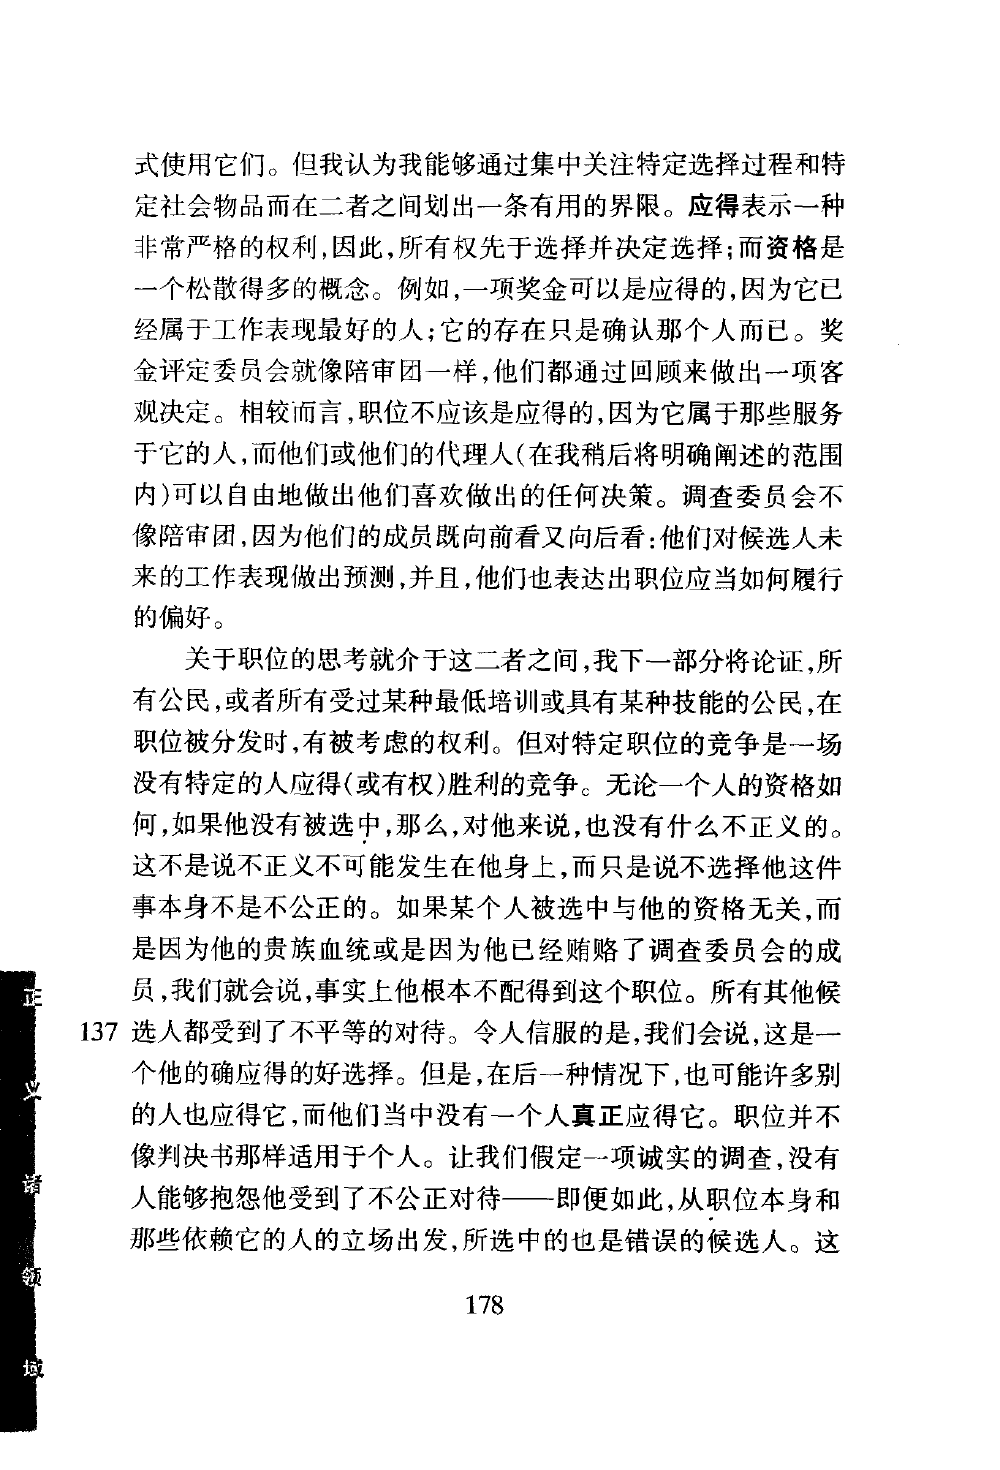 式使用它们。但我认为我能够通过集中关注特定选择过程和特
定社会物品而在二者之间划出一条有用的界限。应得表示一种
非常严格的权利,因此,所有权先于选择并决定选择;而资格是
一个松散得多的概念。例如,一项奖金可以是应得的,因为它已
经属于工作表现最好的人;它的存在只是确认那个人而已。奖
金评定委员会就像陪审团一样,他们都通过回顾来做出一项客
观决定。相较而言,职位不应该是应得的,因为它属于那些服务
于它的人,而他们或他们的代理人(在我稍后将明确阐述的范围
内)可以自由地做出他们喜欢做出的任何决策。调查委员会不
像陪审团,因为他们的成员既向前看又向后看:他们对候选人未
来的工作表现做出预测,并且,他们也表达出职位应当如何履行
的偏好。
关于职位的思考就介于这二者之间,我下一部分将论证,所
有公民,或者所有受过某种最低培训或具有某种技能的公民,在
职位被分发时,有被考虑的权利。但对特定职位的竞争是一场
没有特定的人应得(或有权)胜利的竞争。无论一个人的资格如
何,如果他没有被选中,那么,对他来说,也没有什么不正义的。
这不是说不正义不可能发生在他身上,而只是说不选择他这件
事本身不是不公正的。如果某个人被选中与他的资格无关,而
是因为他的贵族血统或是因为他已经贿赂了调查委员会的成
员,我们就会说,事实上他根本不配得到这个职位。所有其他候
137 选人都受到了不平等的对待。令人信服的是,我们会说,这是一
个他的确应得的好选择。但是,在后一种情况下,也可能许多别
的人也应得它,而他们当中没有一个人真正应得它。职位并不
像判决书那样适用于个人。让我们假定一项诚实的调查,没有
人能够抱怨他受到了不公正对待——即便如此,从职位本身和
那些依赖它的人的立场出发,所选中的也是错误的候选人。这
178
正义诸领域